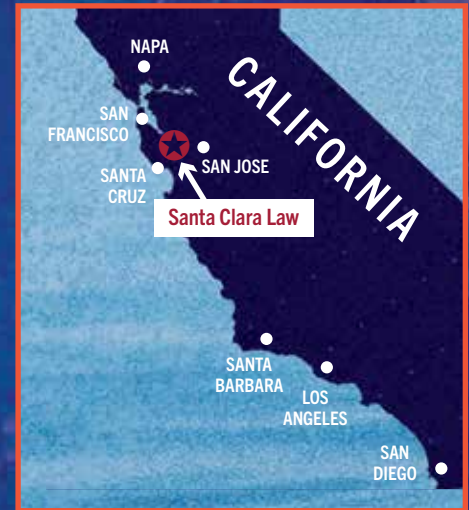 NAPA
CALIFORNIA
SAN
FRANCISCO
SAN JOSE
SANTA
CRUZ
Santa Clara Law
SANTA
BARBARA
LOS
ANGELES
SAN
DIEGO